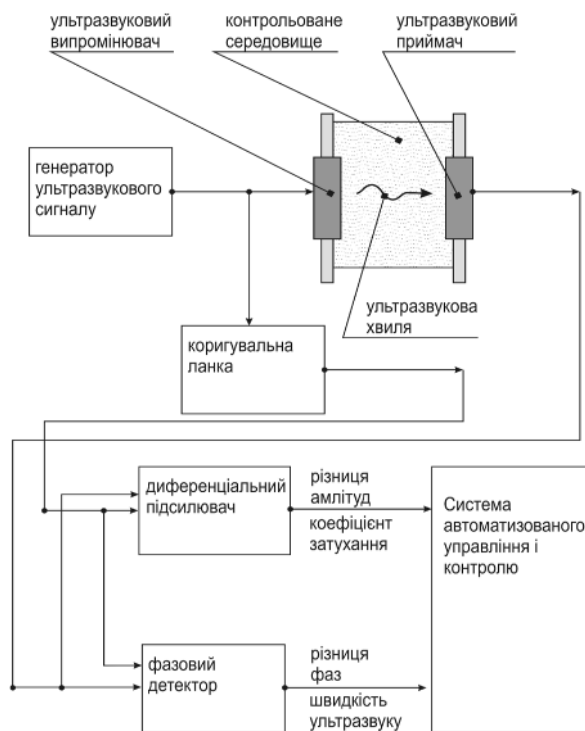 ультразвуковий
випромінювач
контрольоване
середовище
ультразвуковий
приймач
генератор
ультразвукового
сигналу
ультразвукова
хвиля
коригувальна
ланка
диференціальний
підсилювач
різниця
амлітуд
коефіцієнт
затухання
Система
автоматизованого
управління і
контролю
фазовий
детектор
різниця
фаз
швидкість
ультразвуку